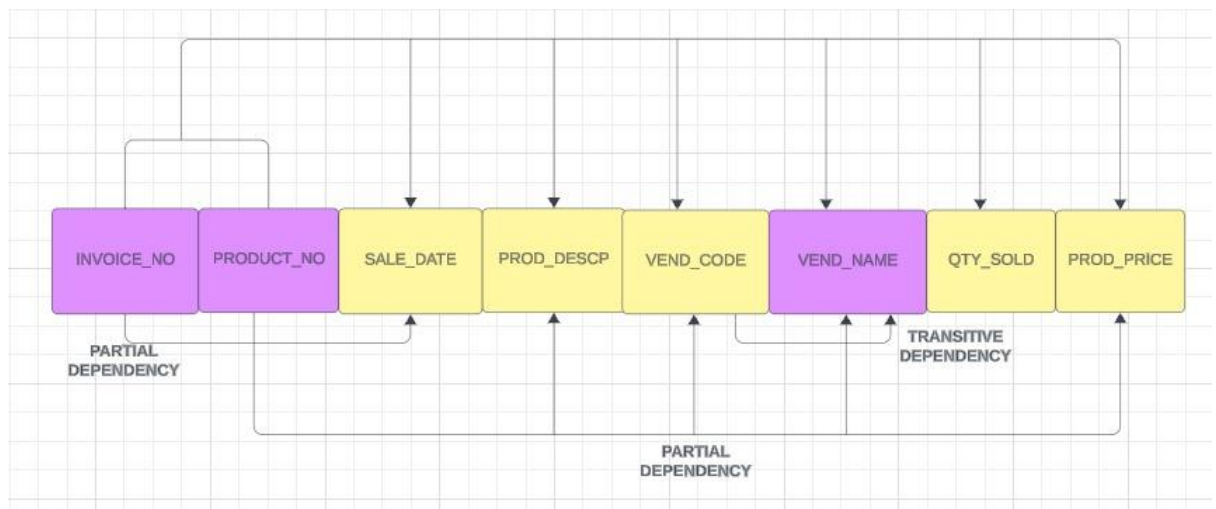 INVOICE_NO
PRODUCT_NO
SALE_DATE
PROD_DESCP
VEND_CODE
VEND_NAME
QTY_SOLD
PROD_PRICE
PARTIAL
DEPENDENCY
TRANSITIVE
DEPENDENCY
PARTIAL
DEPENDENCY